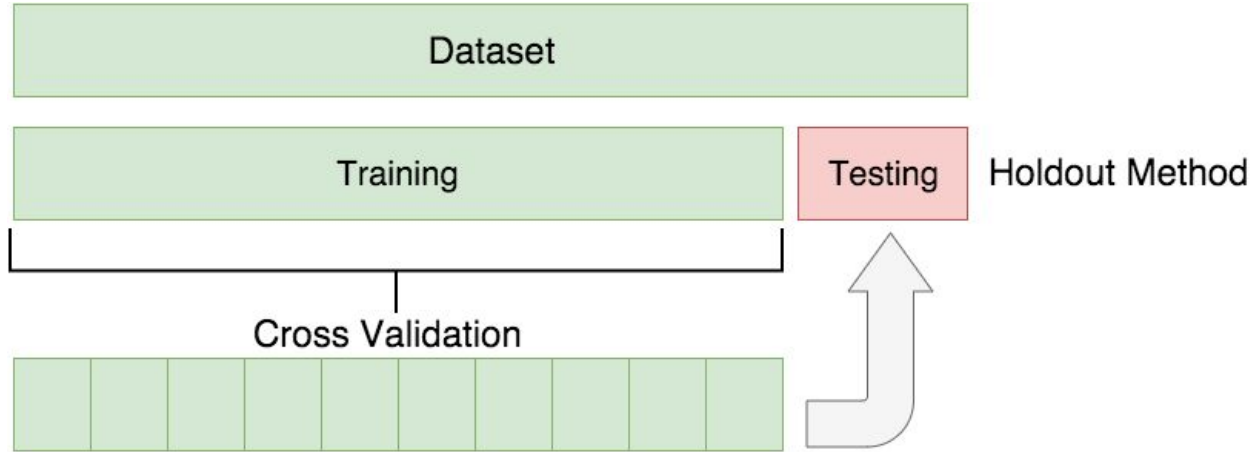 Dataset
Training
Testing
Holdout Method
Cross Validation